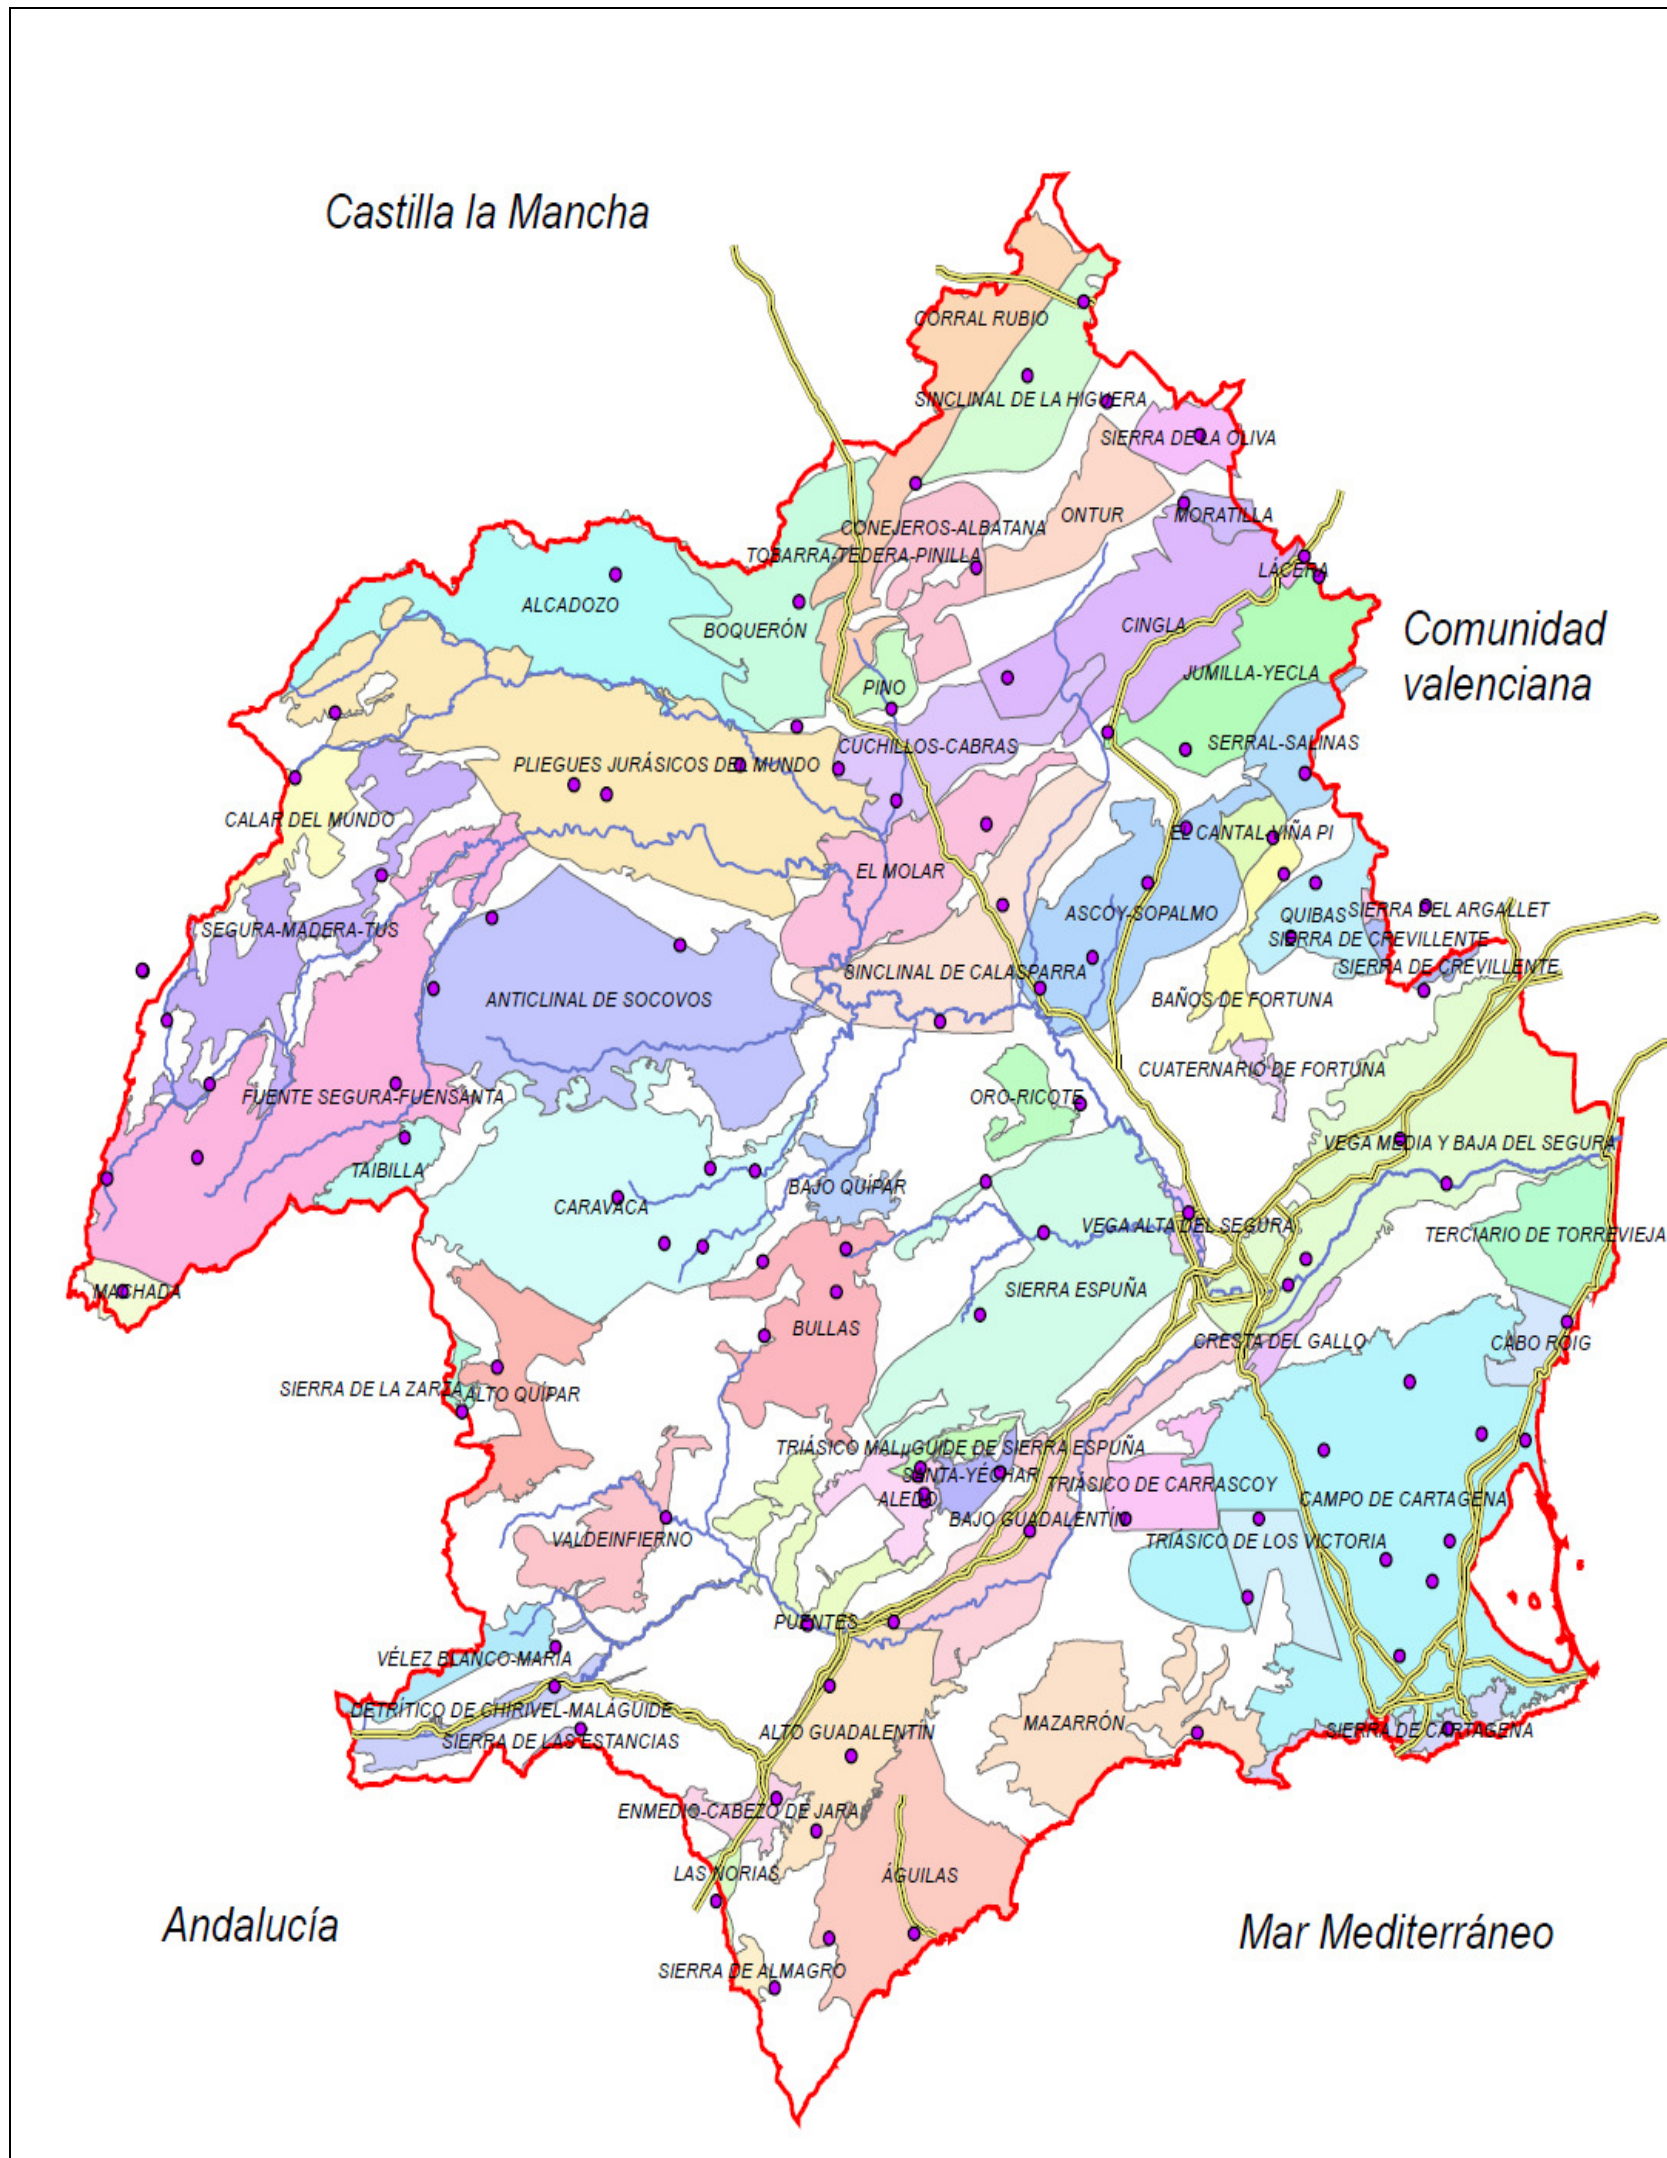 Castilla la Mancha
CORRAL RUBIO
SINCLINAL DE LA HIGUERA
SIERRA DE LA OLIVA
ONTUR
MORATILLA
CONEJEROS-ALBATANA
TOBARRA-TEDERA-PINILLA
LÁCERA
ALCADOZO
BOQUERÓN
CINGLA
Comunidad
valenciana
JUMILLA-YECLA
PINO
SERRAL-SALINAS
CUCHILLOS-CABRAS
PLIEGUES JURÁSICOS DEL MUNDO
CALAR DEL MUNDO
EL CANTAL-VIÑA PI
EL MOLAR
ASCOY-SOPALMO
QUIBAS
SIERRA DEL ARGALLET
SEGURA-MADERA-TUS
SIERRA DE CREVILLENTE
SIERRA DE CREVILLENTE
SINCLINAL DE CALASPARRA
ANTICLINAL DE SOCOVOS
BAÑOS DE FORTUNA
CUATERNARIO DE FORTUNA
FUENTE SEGURA-FUENSANTA
ORO-RICOTE
VEGA MEDIA Y BAJA DEL SEGURA
TAIBILLA
BAJO QUÍPAR
CARAVACA
VEGA ALTA DEL SEGURA
TERCIARIO DE TORREVIEJA
MACHADA
SIERRA ESPUÑA
BULLAS
CRESTA DEL GALLO
CABO ROIG
SIERRA DE LA ZARZA
ALTO QUÍPAR
TRIÁSICO MALµGUIDE DE SIERRA ESPUÑA
SANTA-YÉCHAR
TRIÁSICO DE CARRASCOY
ALEDO
CAMPO DE CARTAGENA
BAJO GUADALENTÍN
VALDEINFIERNO
TRIÁSICO DE LOS VICTORIA
PUENTES
VÉLEZ BLANCO-MARIA
DETRÍTICO DE CHIRIVEL-MALÁGUIDE
MAZARRÓN
ALTO GUADALENTÍN
SIERRA DE CARTAGENA
SIERRA DE LAS ESTANCIAS
ENMEDIO-CABEZO DE JARA
LAS NORIAS
ÁGUILAS
Andalucía
Mar Mediterráneo
SIERRA DE ALMAGRO